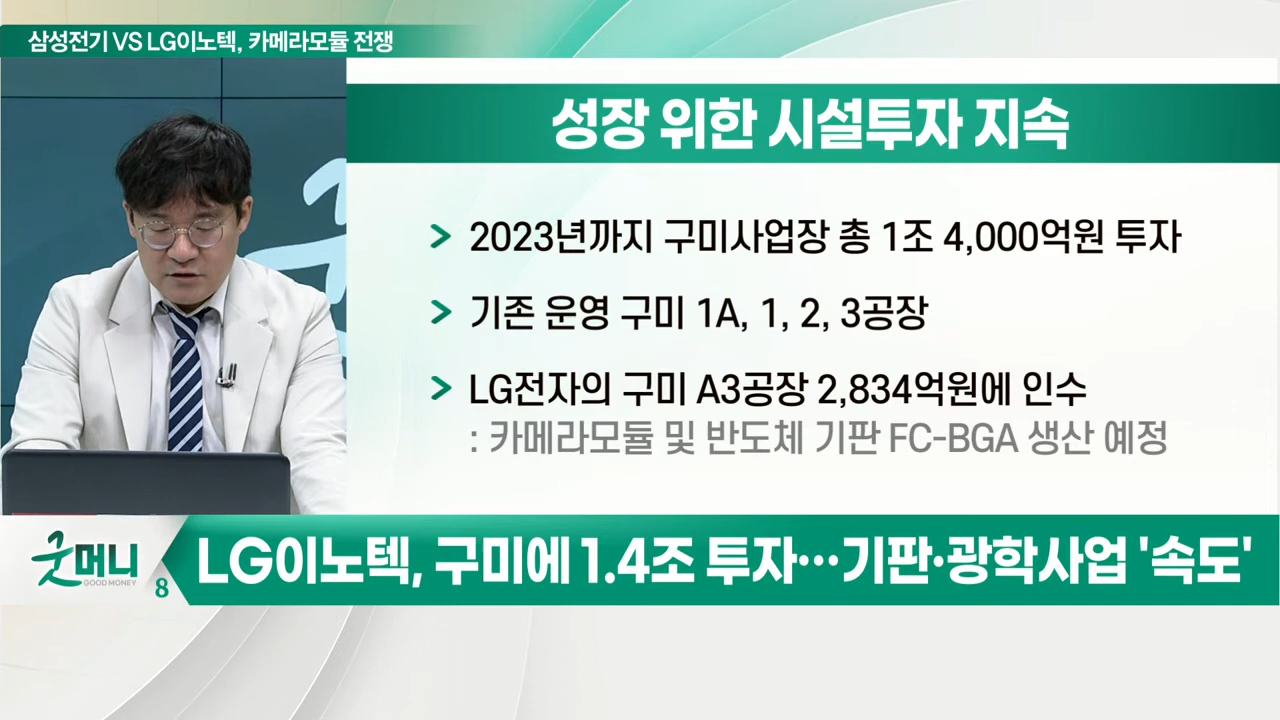 삼성전기 VS LG이노텍, 카메라모듈 전쟁
성장 위한 시설투자 지속
2023년까지 구미사업장 총 1조 4,000억원 투자
기존 운영 구미 1A, 1, 2, 3공장
LG전자의 구미 A3공장 2,834억원에 인수
: 카메라모듈 및 반도체 기판 FC-BGA 생산 예정
굿머니
GOOD MONEY
8
LG이노텍, 구미에 1.4조 투자…기판·광학사업 '속도'